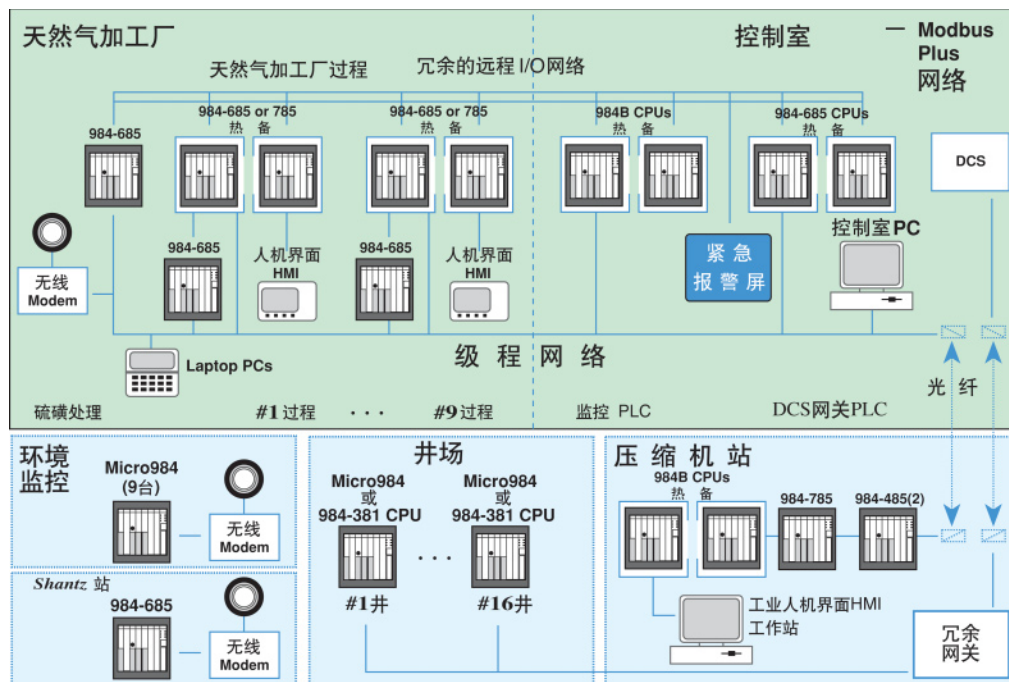 天然气加工厂
控制室
— Modbus
Plus
网络
天然气加工厂过程
冗余的远程 I/O网络
984-685
984-685 or 785
热 备
984-685 or 785
热 备
984B CPUs
热 备
984-685 CPUs
热 备
DCS
无线
Modem
984-685
人机界面
HMI
984-685
人机界面
HMI
紧急
报警屏
控制室PC
Laptop PCs
级程网络
光纤
硫磺处理
#1过程
···
#9过程
监控 PLC
DCS网关PLC
环境
监控
Micro984
(9台)
无线
Modem
Shantz 站
984-685
无线
Modem
井场
Micro984
或
984-381 CPU
Micro984
或
984-381 CPU
···
#1井
#16井
压缩机站
984B CPUs
热 备
984-785
984-485(2)
工业人机界面HMI
工作站
冗余
网关